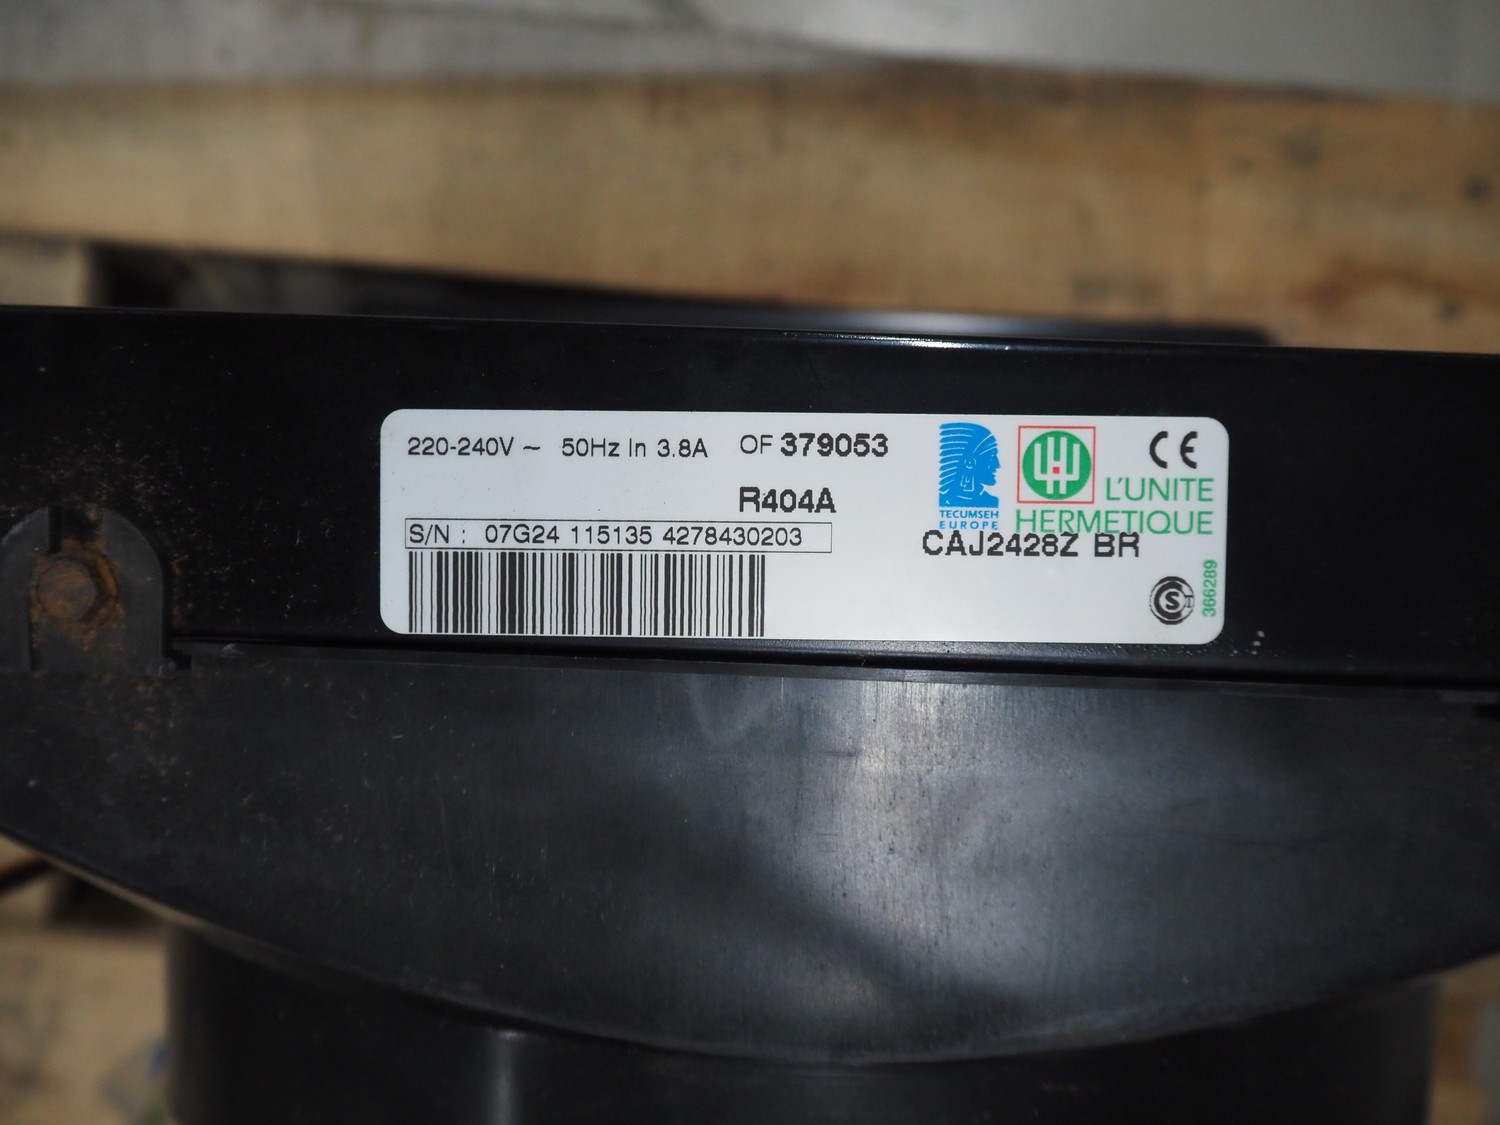 220-240V ~ 50Hz In 3.8A OF 379053
R404A
S/N : 07G24 115135 4278430203
TECUMSEH
EUROPE
CE
L'UNITE
HERMETIQUE
CAJ2428Z BR
366289